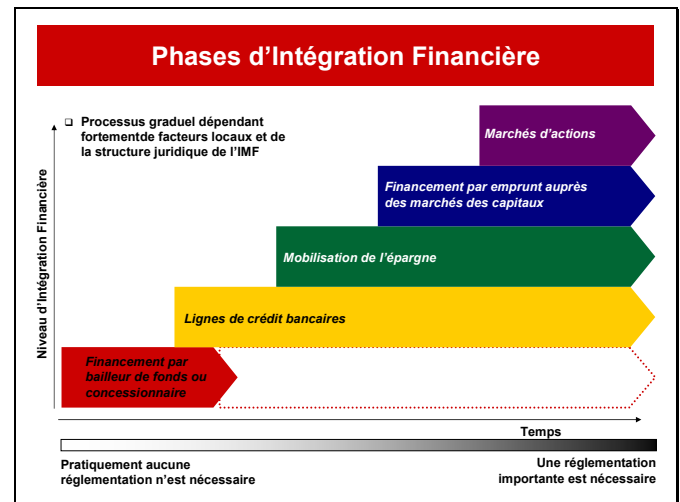 Phases d’Intégration Financière
❑ Processus graduel dépendant
fortementde facteurs locaux et de
la structure juridique de l’IMF
Niveau d’Intégration Financière
Marchés d’actions
Financement par emprunt auprès
des marchés des capitaux
Mobilisation de l’épargne
Lignes de crédit bancaires
Financement par
bailleur de fonds ou
concessionnaire
Temps
Pratiquement aucune
réglementation n’est nécessaire
Une réglementation
importante est nécessaire